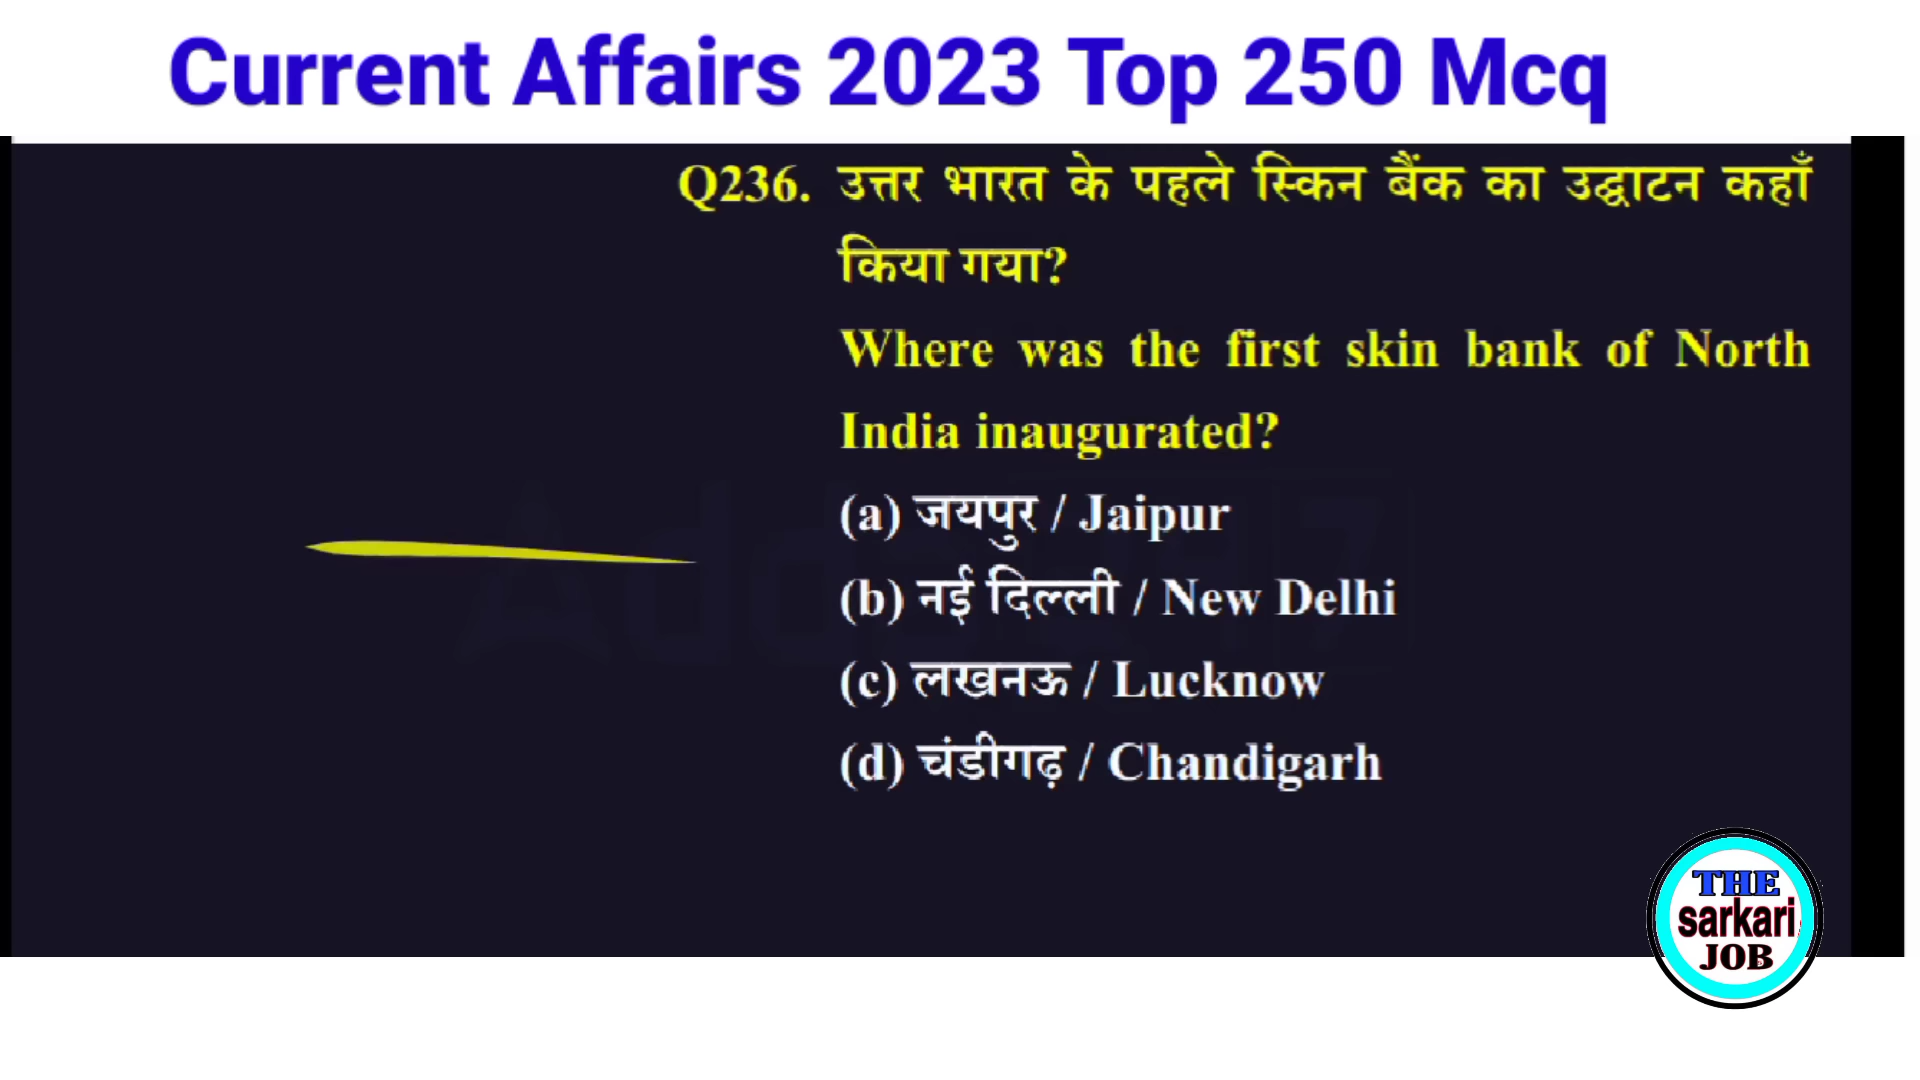 Current Affairs 2023 Top 250 Mcq
Q236. उत्तर भारत के पहले स्किन बैंक का उद्घाटन कहाँ
किया गया?
Where was the first skin bank of North
India inaugurated?
(a) जयपुर / Jaipur
(b) नई दिल्ली / New Delhi
(c) लखनऊ / Lucknow
(d) चंडीगढ़ / Chandigarh
THE
sarkari
JOB